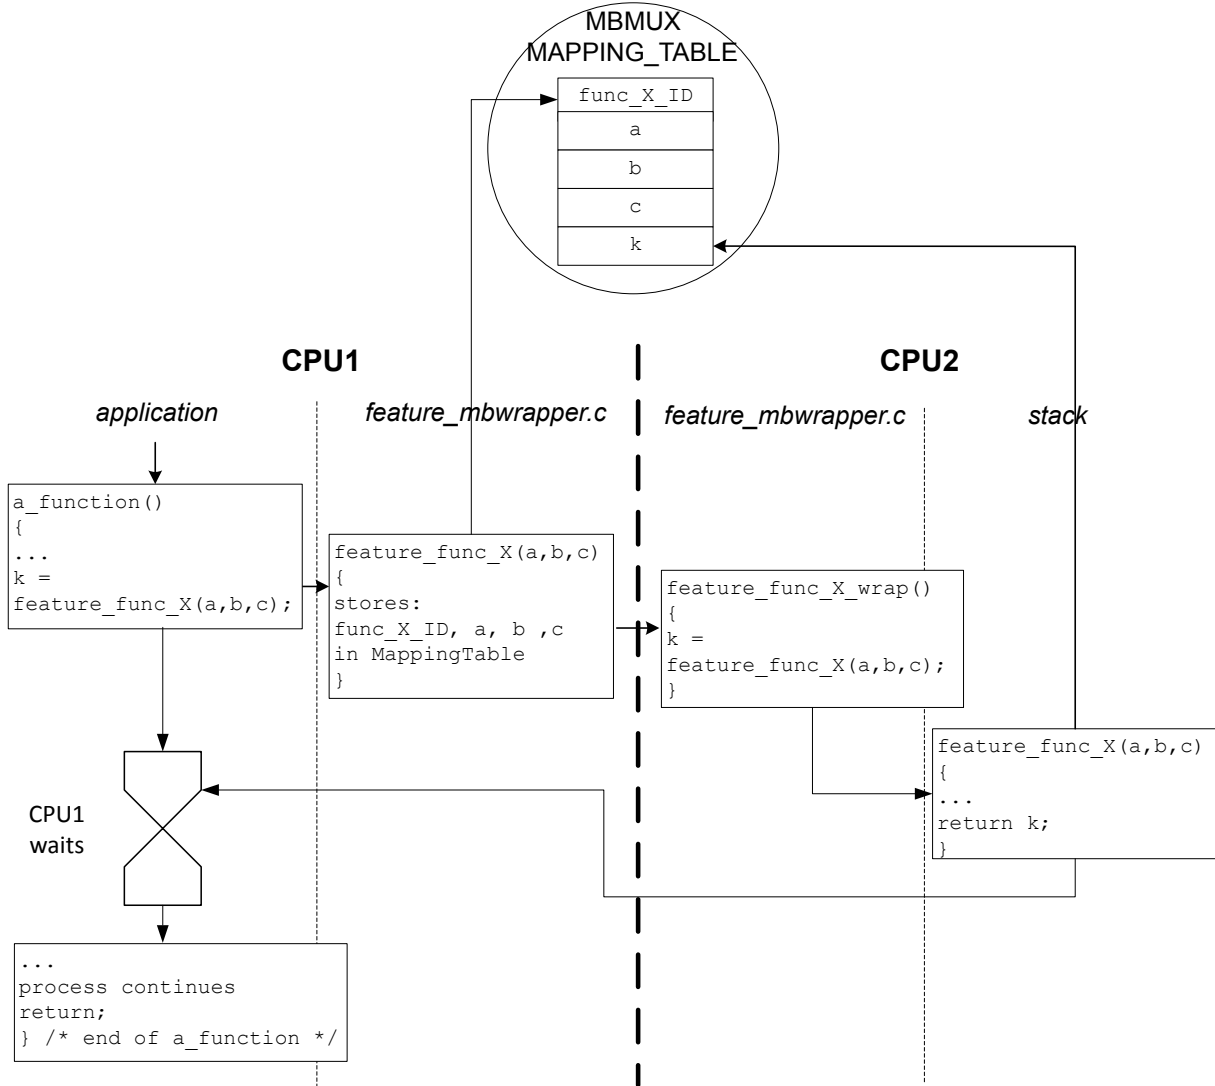 MBMUX
MAPPING_TABLE
func_X_ID
a
b
c
k
CPU1
CPU2
application
feature_mbwrapper.c
feature_mbwrapper.c
stack
a_function()
{
...
k =
feature_func_X(a,b,c);
feature_func_X(a,b,c)
{
stores:
func_X_ID, a, b ,c
in MappingTable
}
feature_func_X_wrap()
{
k =
feature_func_X(a,b,c);
}
feature_func_X(a,b,c)
{
...
return k;
}
CPU1
waits
...
process continues
return;
} /* end of a_function */